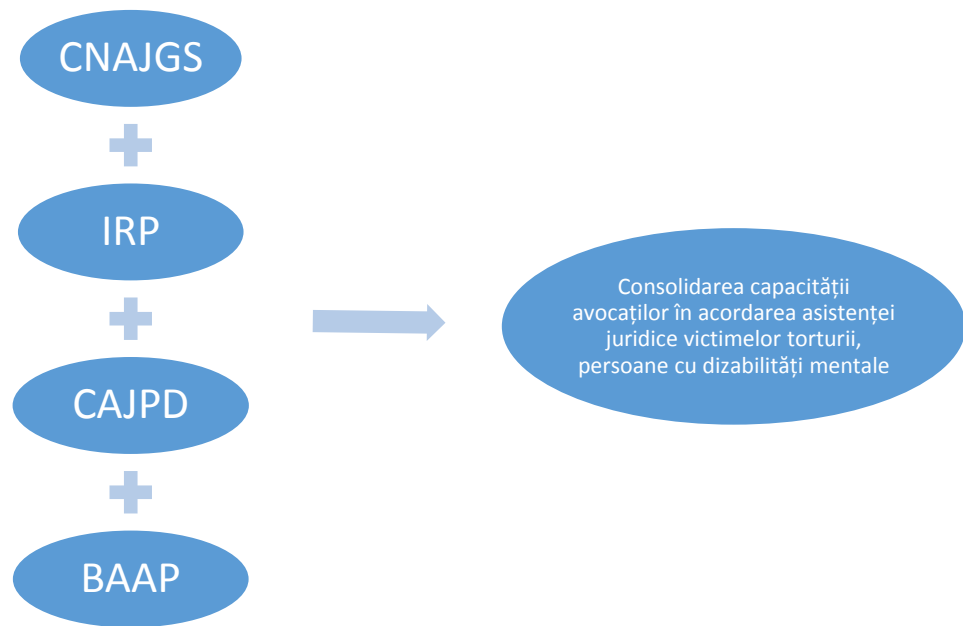 CNAJGS
IRP
CAJPD
BAAP
Consolidarea capacității
avocaților în acordarea asistenței
juridice victimelor torturii,
persoane cu dizabilități mentale